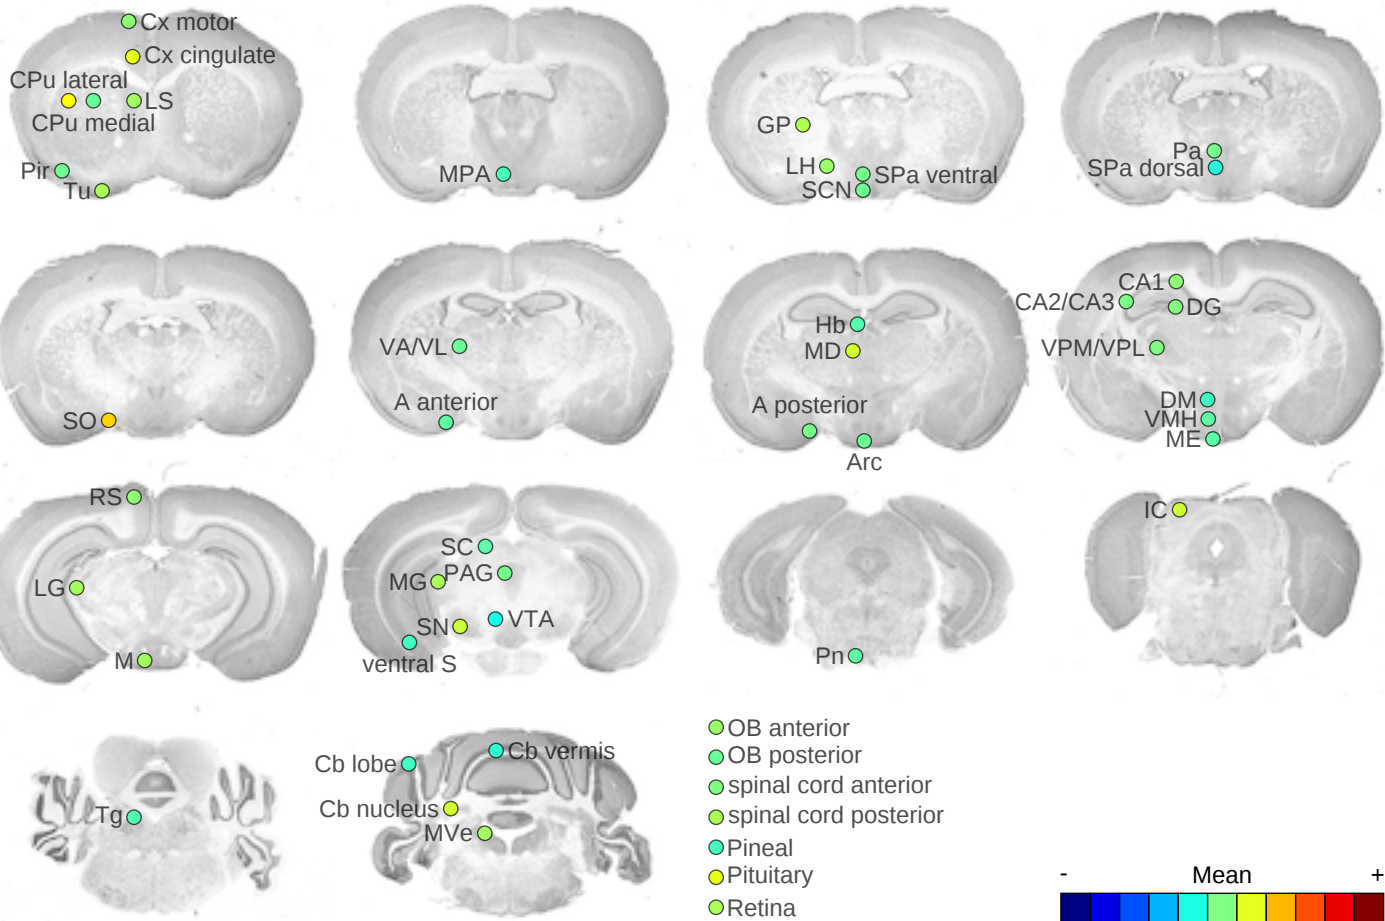 Cx motor
Cx cingulate
CPu lateral
LS
CPu medial
Pir
Tu
MPA
GP
LH
SPa ventral
SCN
Pa
SPa dorsal
SO
VA/VL
A anterior
Hb
MD
A posterior
Arc
CA1
CA2/CA3
DG
VPM/VPL
DM
VMH
ME
RS
LG
M
SC
PAG
MG
SN
VTA
ventral S
Pn
IC
Tg
Cb lobe
Cb vermis
Cb nucleus
MVe
OB anterior
OB posterior
spinal cord anterior
spinal cord posterior
Pineal
Pituitary
Retina
- Mean +